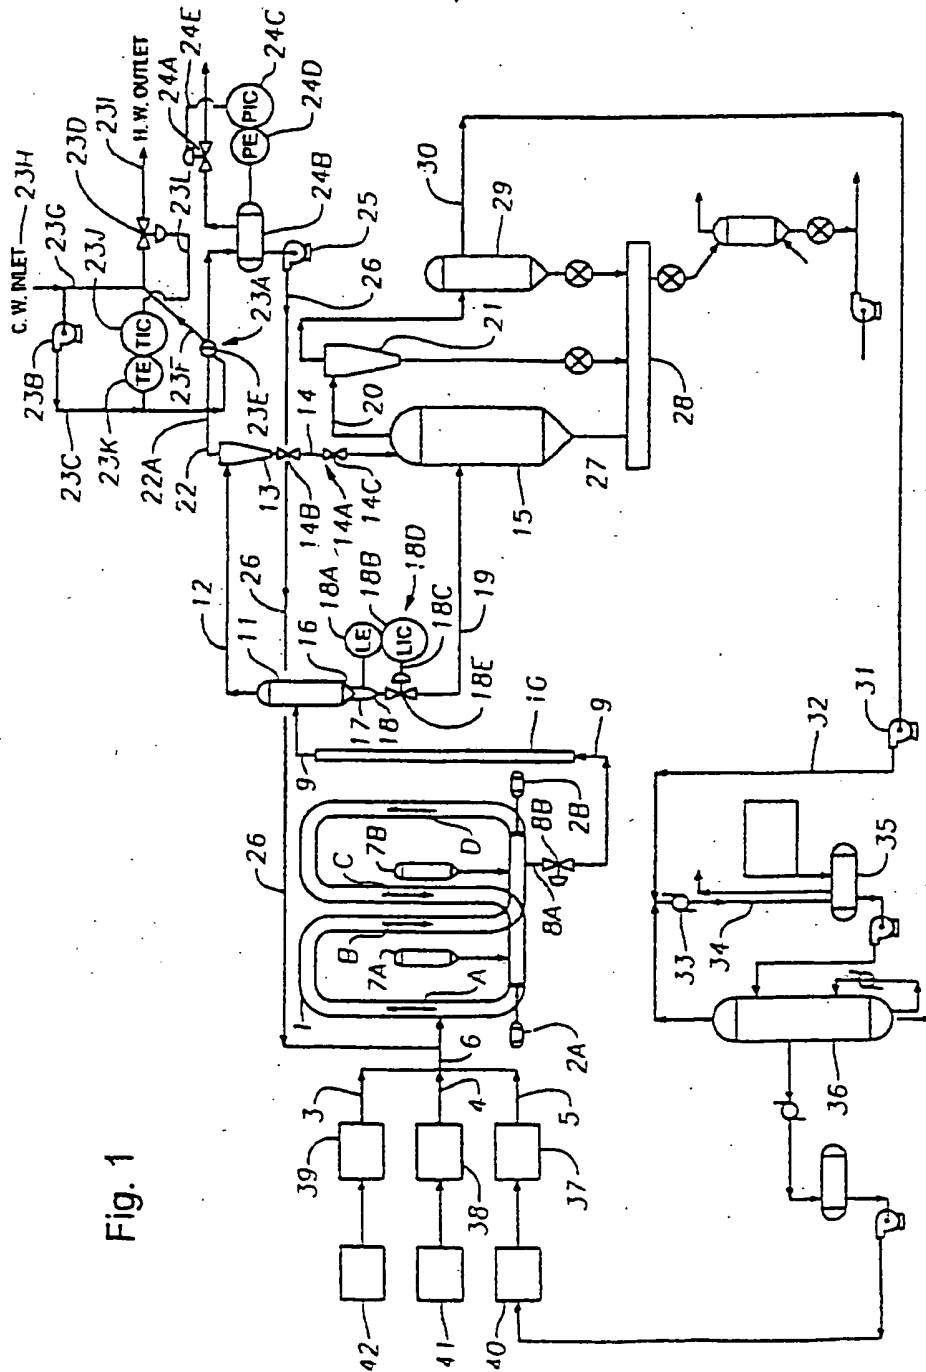 Fig. 1
C.W. INLET
23H
23G
23B
23C
23K
TE
TIC
23J
23D
23I
H.W. OUTLET
23L
23F
23E
23A
22A
22
24A
24E
24C
24D
PE
PIC
24B
25
26
12
13
14
14B
14A
14C
11
26
16
18A
LE
18B
LIC
18D
18C
17
18
18E
19
15
20
21
30
29
27
28
9
1G
9
26
1
A
B
C
D
7A
7B
2A
2B
8A
8B
3
4
5
6
39
38
37
42
41
40
31
32
33
34
35
36